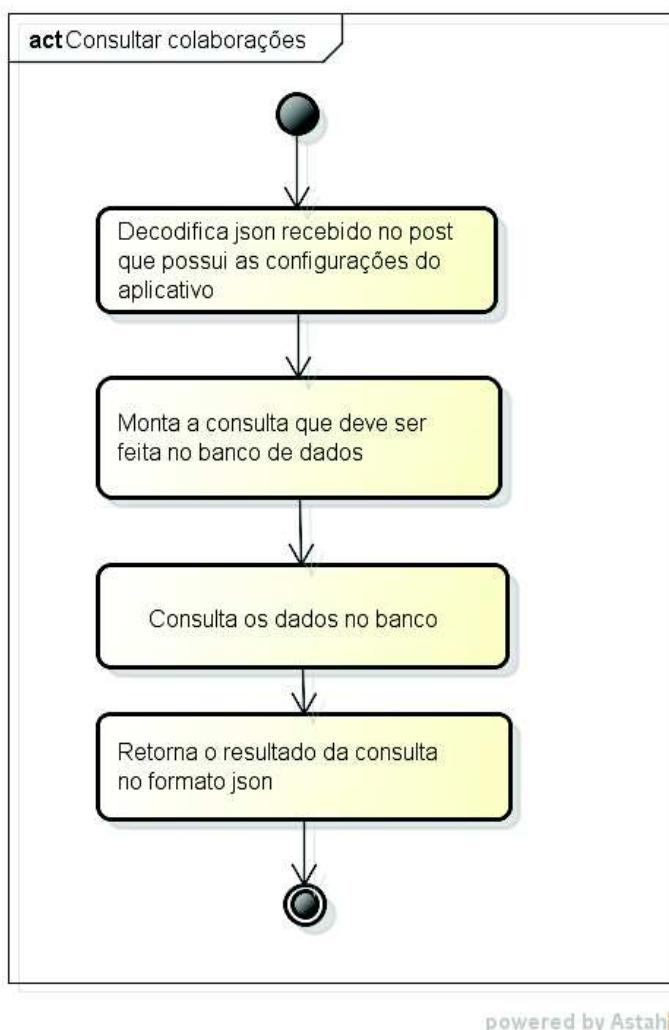 act Consultar colaborações
Decodifica json recebido no post
que possui as configurações do
aplicativo
Monta a consulta que deve ser
feita no banco de dados
Consulta os dados no banco
Retorna o resultado da consulta
no formato json
powered by Astah